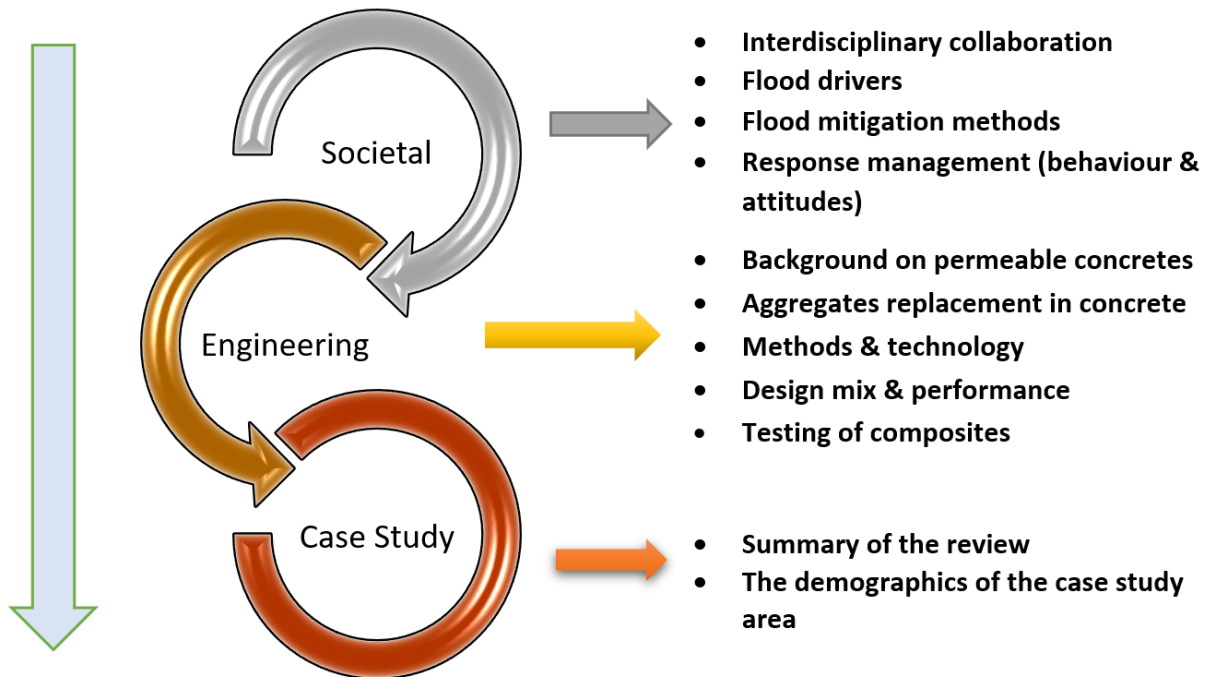 Societal
• Interdisciplinary collaboration
• Flood drivers
• Flood mitigation methods
• Response management (behaviour &
attitudes)
Engineering
• Background on permeable concretes
• Aggregates replacement in concrete
• Methods & technology
• Design mix & performance
• Testing of composites
Case Study
• Summary of the review
• The demographics of the case study
area